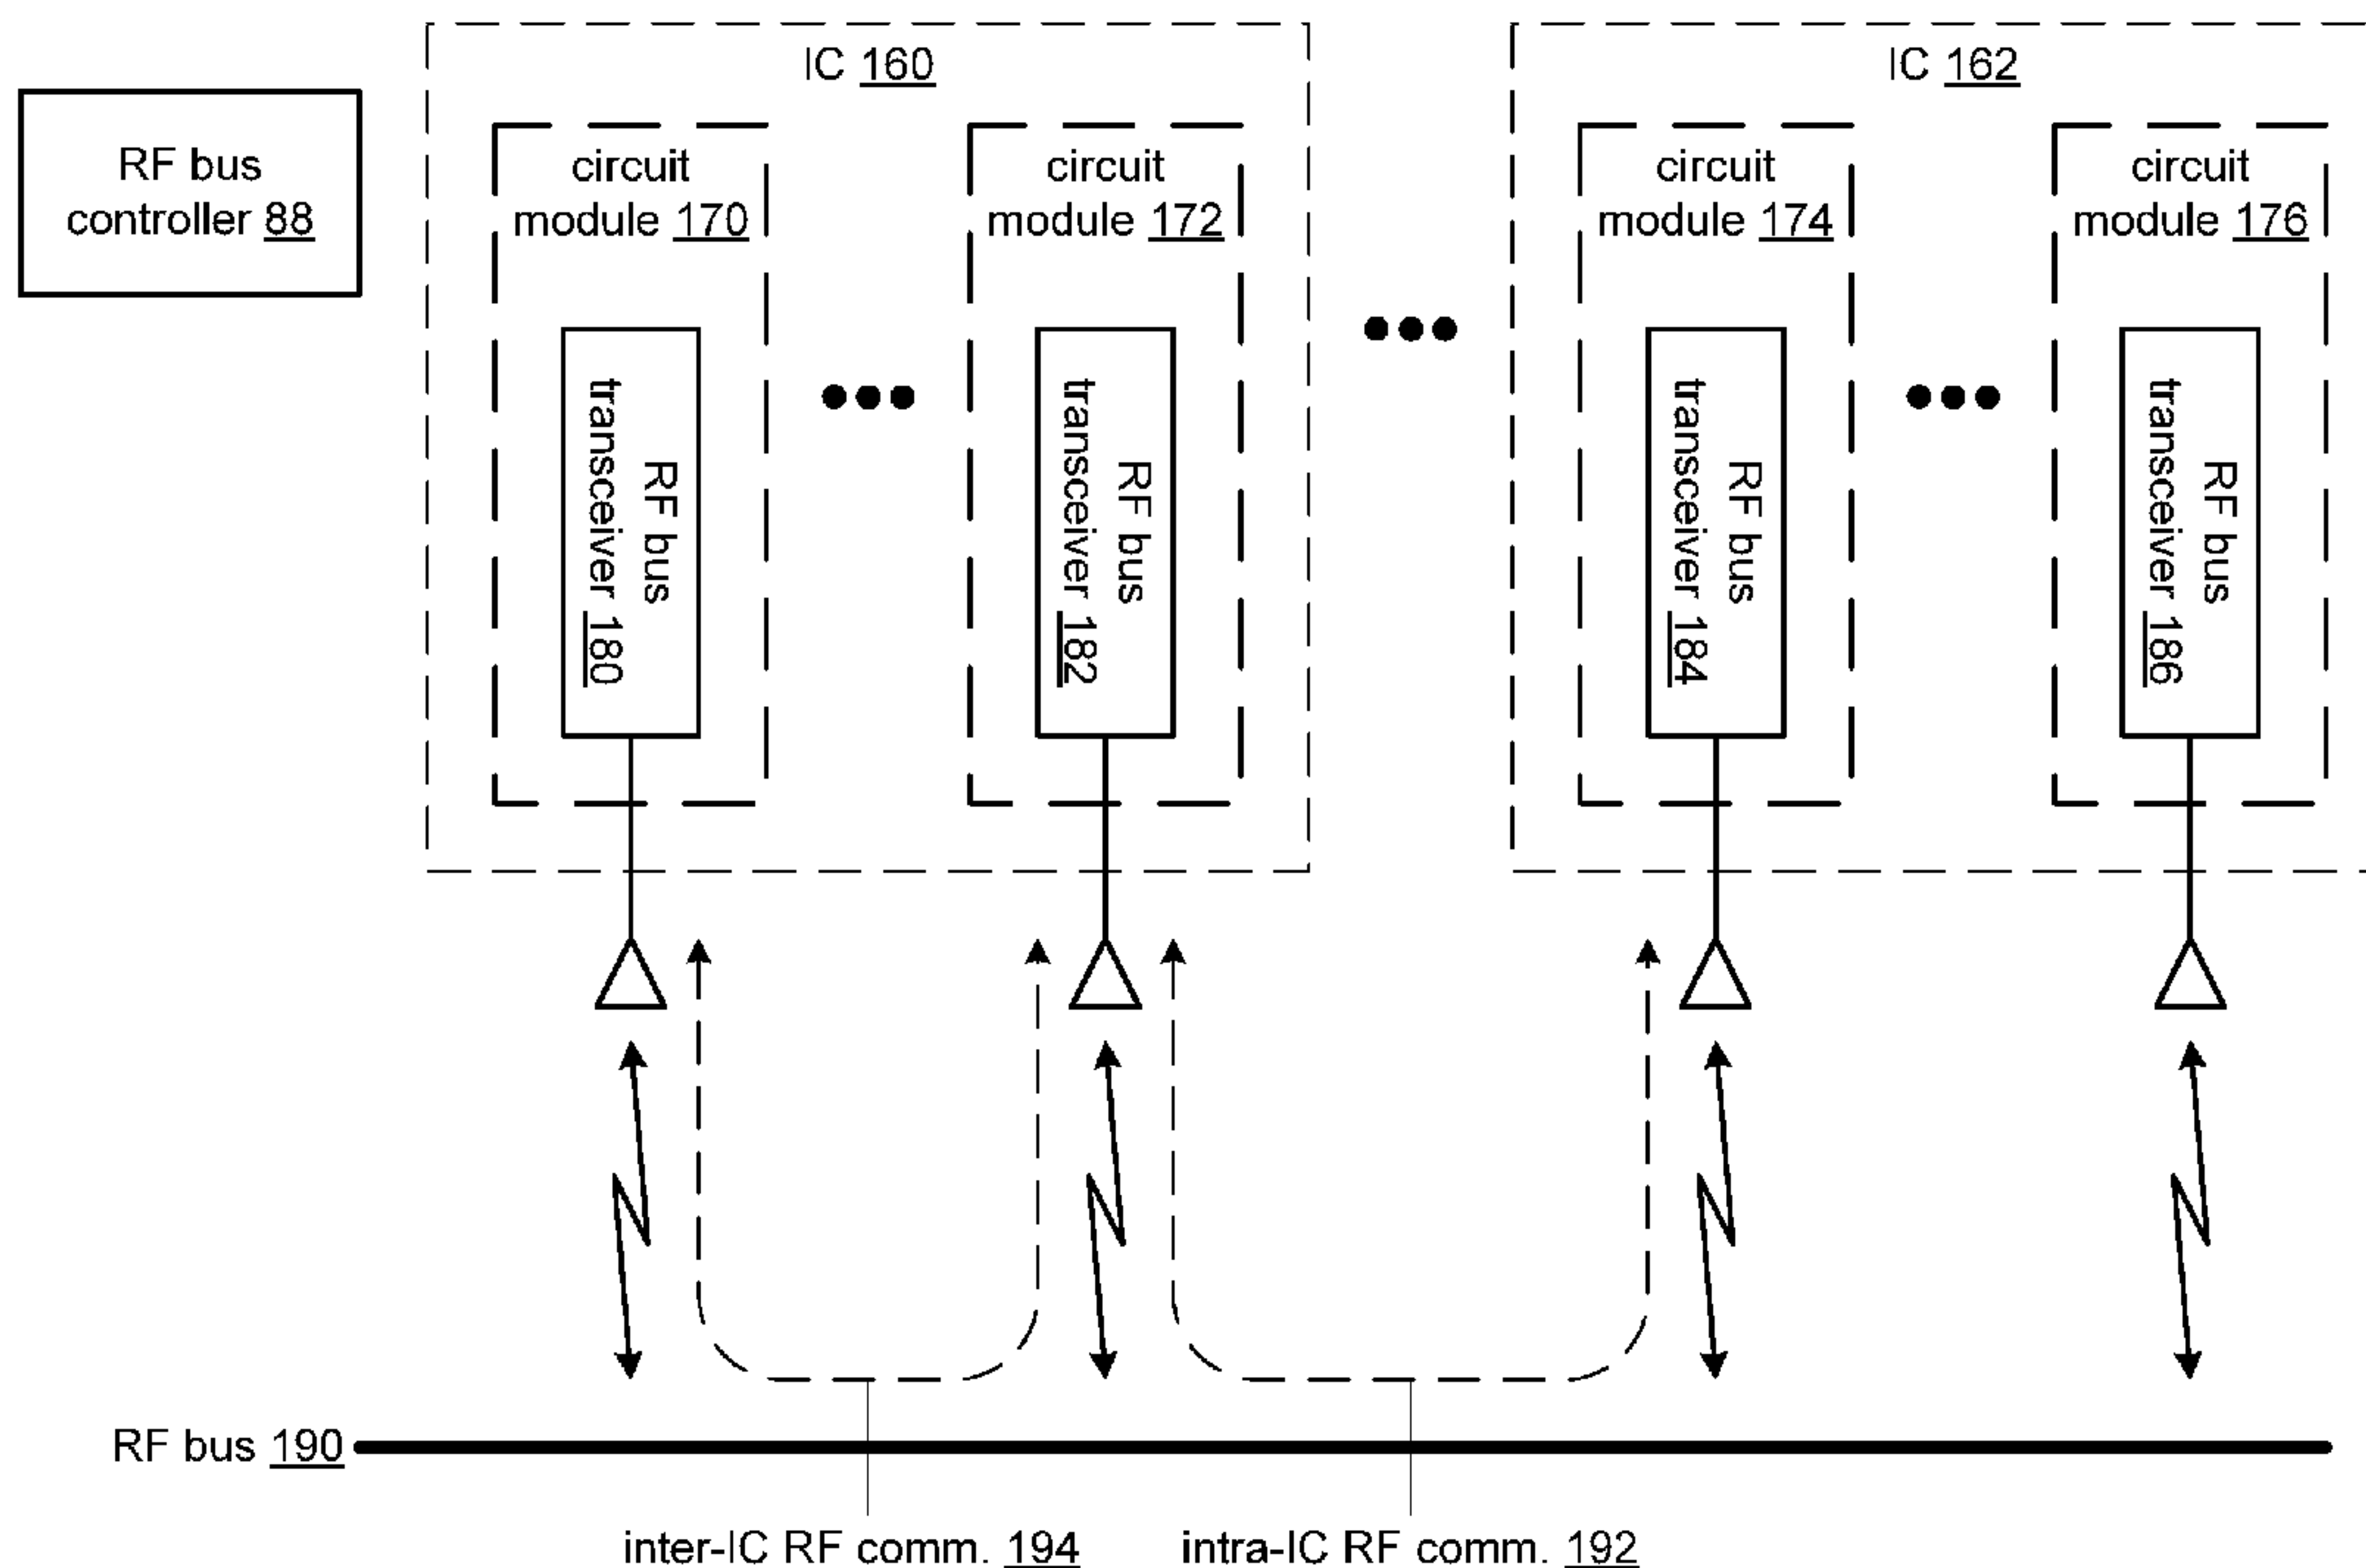 IC 160
IC 162
RF bus
controller 88
circuit
module 170
circuit
module 172
circuit
module 174
circuit
module 176
RF bus
transceiver 180
RF bus
transceiver 182
RF bus
transceiver 184
RF bus
transceiver 186
RF bus 190
inter-IC RF comm. 194
intra-IC RF comm. 192